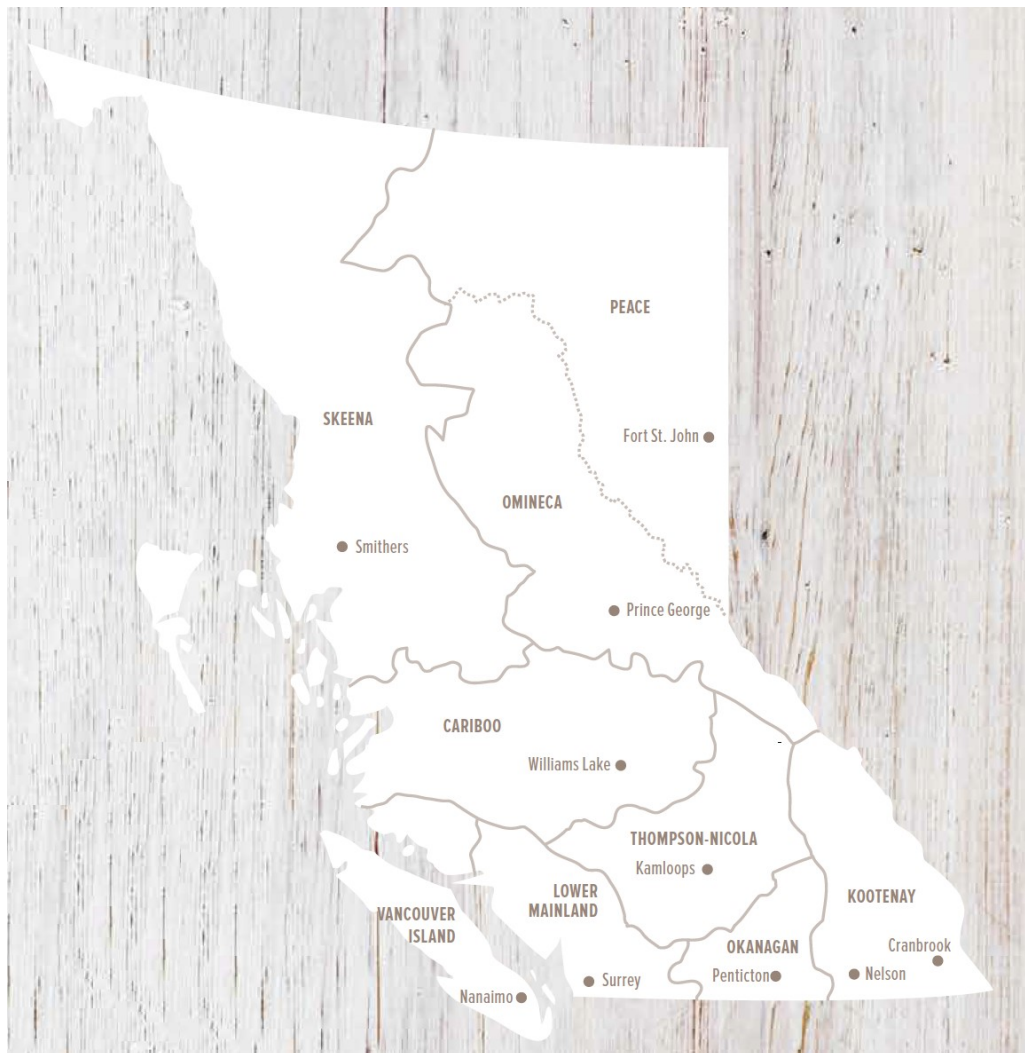 PEACE
SKEENA
Fort St. John
OMINECA
Smithers
Prince George
CARIBOO
Williams Lake
THOMPSON-NICOLA
Kamloops
LOWER
MAINLAND
KOOTENAY
VANCOUVER
ISLAND
OKANAGAN
Cranbrook
Penticton
Nelson
Surrey
Nanaimo